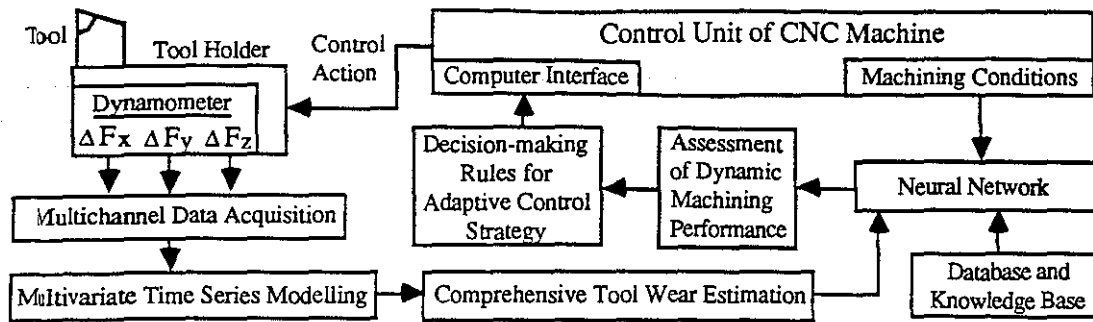 Tool
Tool Holder
Control
Action
Control Unit of CNC Machine
Computer Interface
Machining Conditions
Dynamometer
ΔFx ΔFy ΔFz
Decision-making
Rules for
Adaptive Control
Strategy
Assessment
of Dynamic
Machining
Performance
Neural Network
Multichannel Data Acquisition
Multivariate Time Series Modelling
Comprehensive Tool Wear Estimation
Database and
Knowledge Base